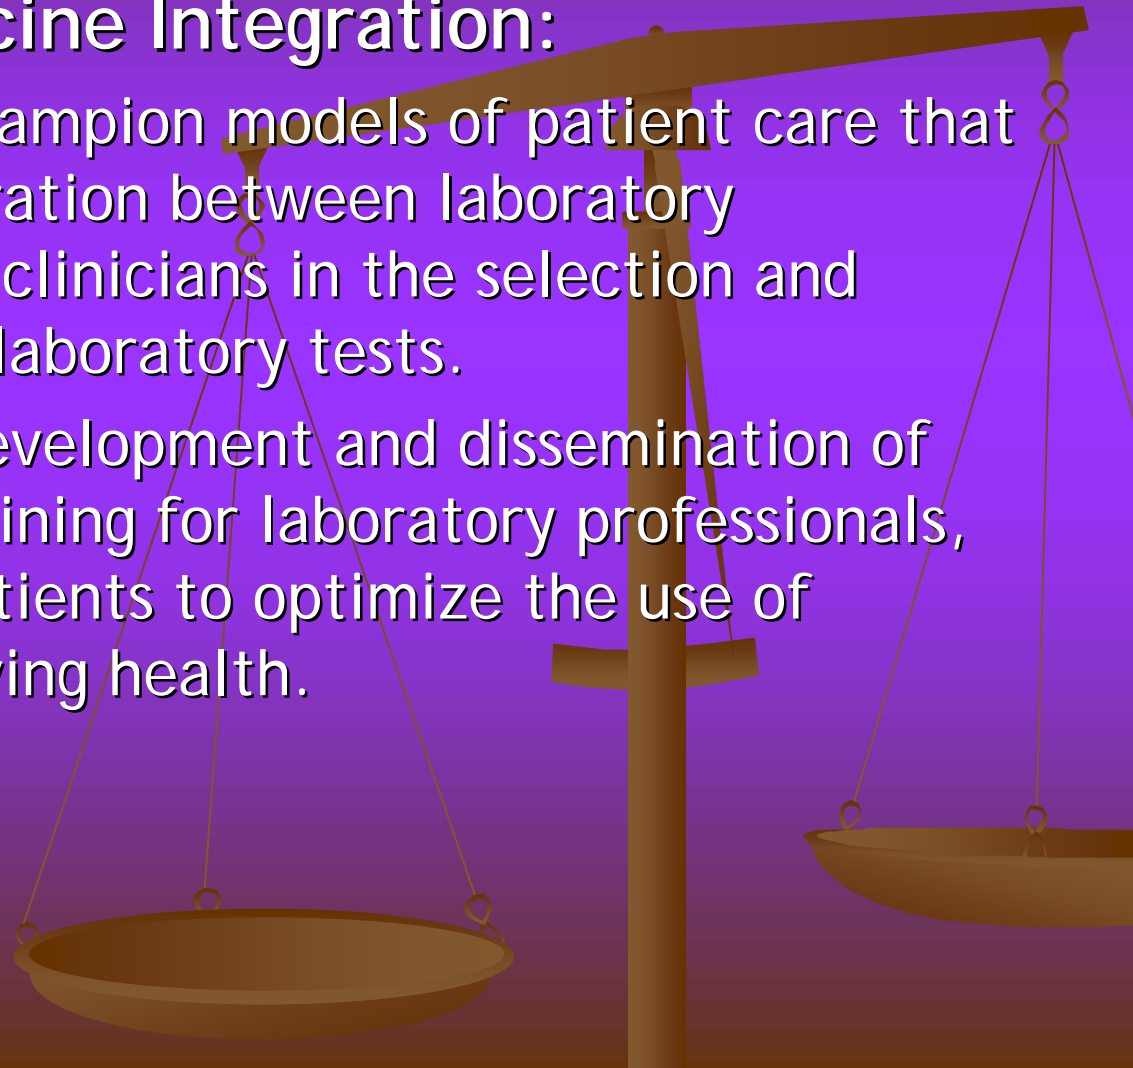 cine Integration:
ampion models of patient care that
ration between laboratory
clinicians in the selection and
laboratory tests.
evelopment and dissemination of
ining for laboratory professionals,
tients to optimize the use of
ving health.